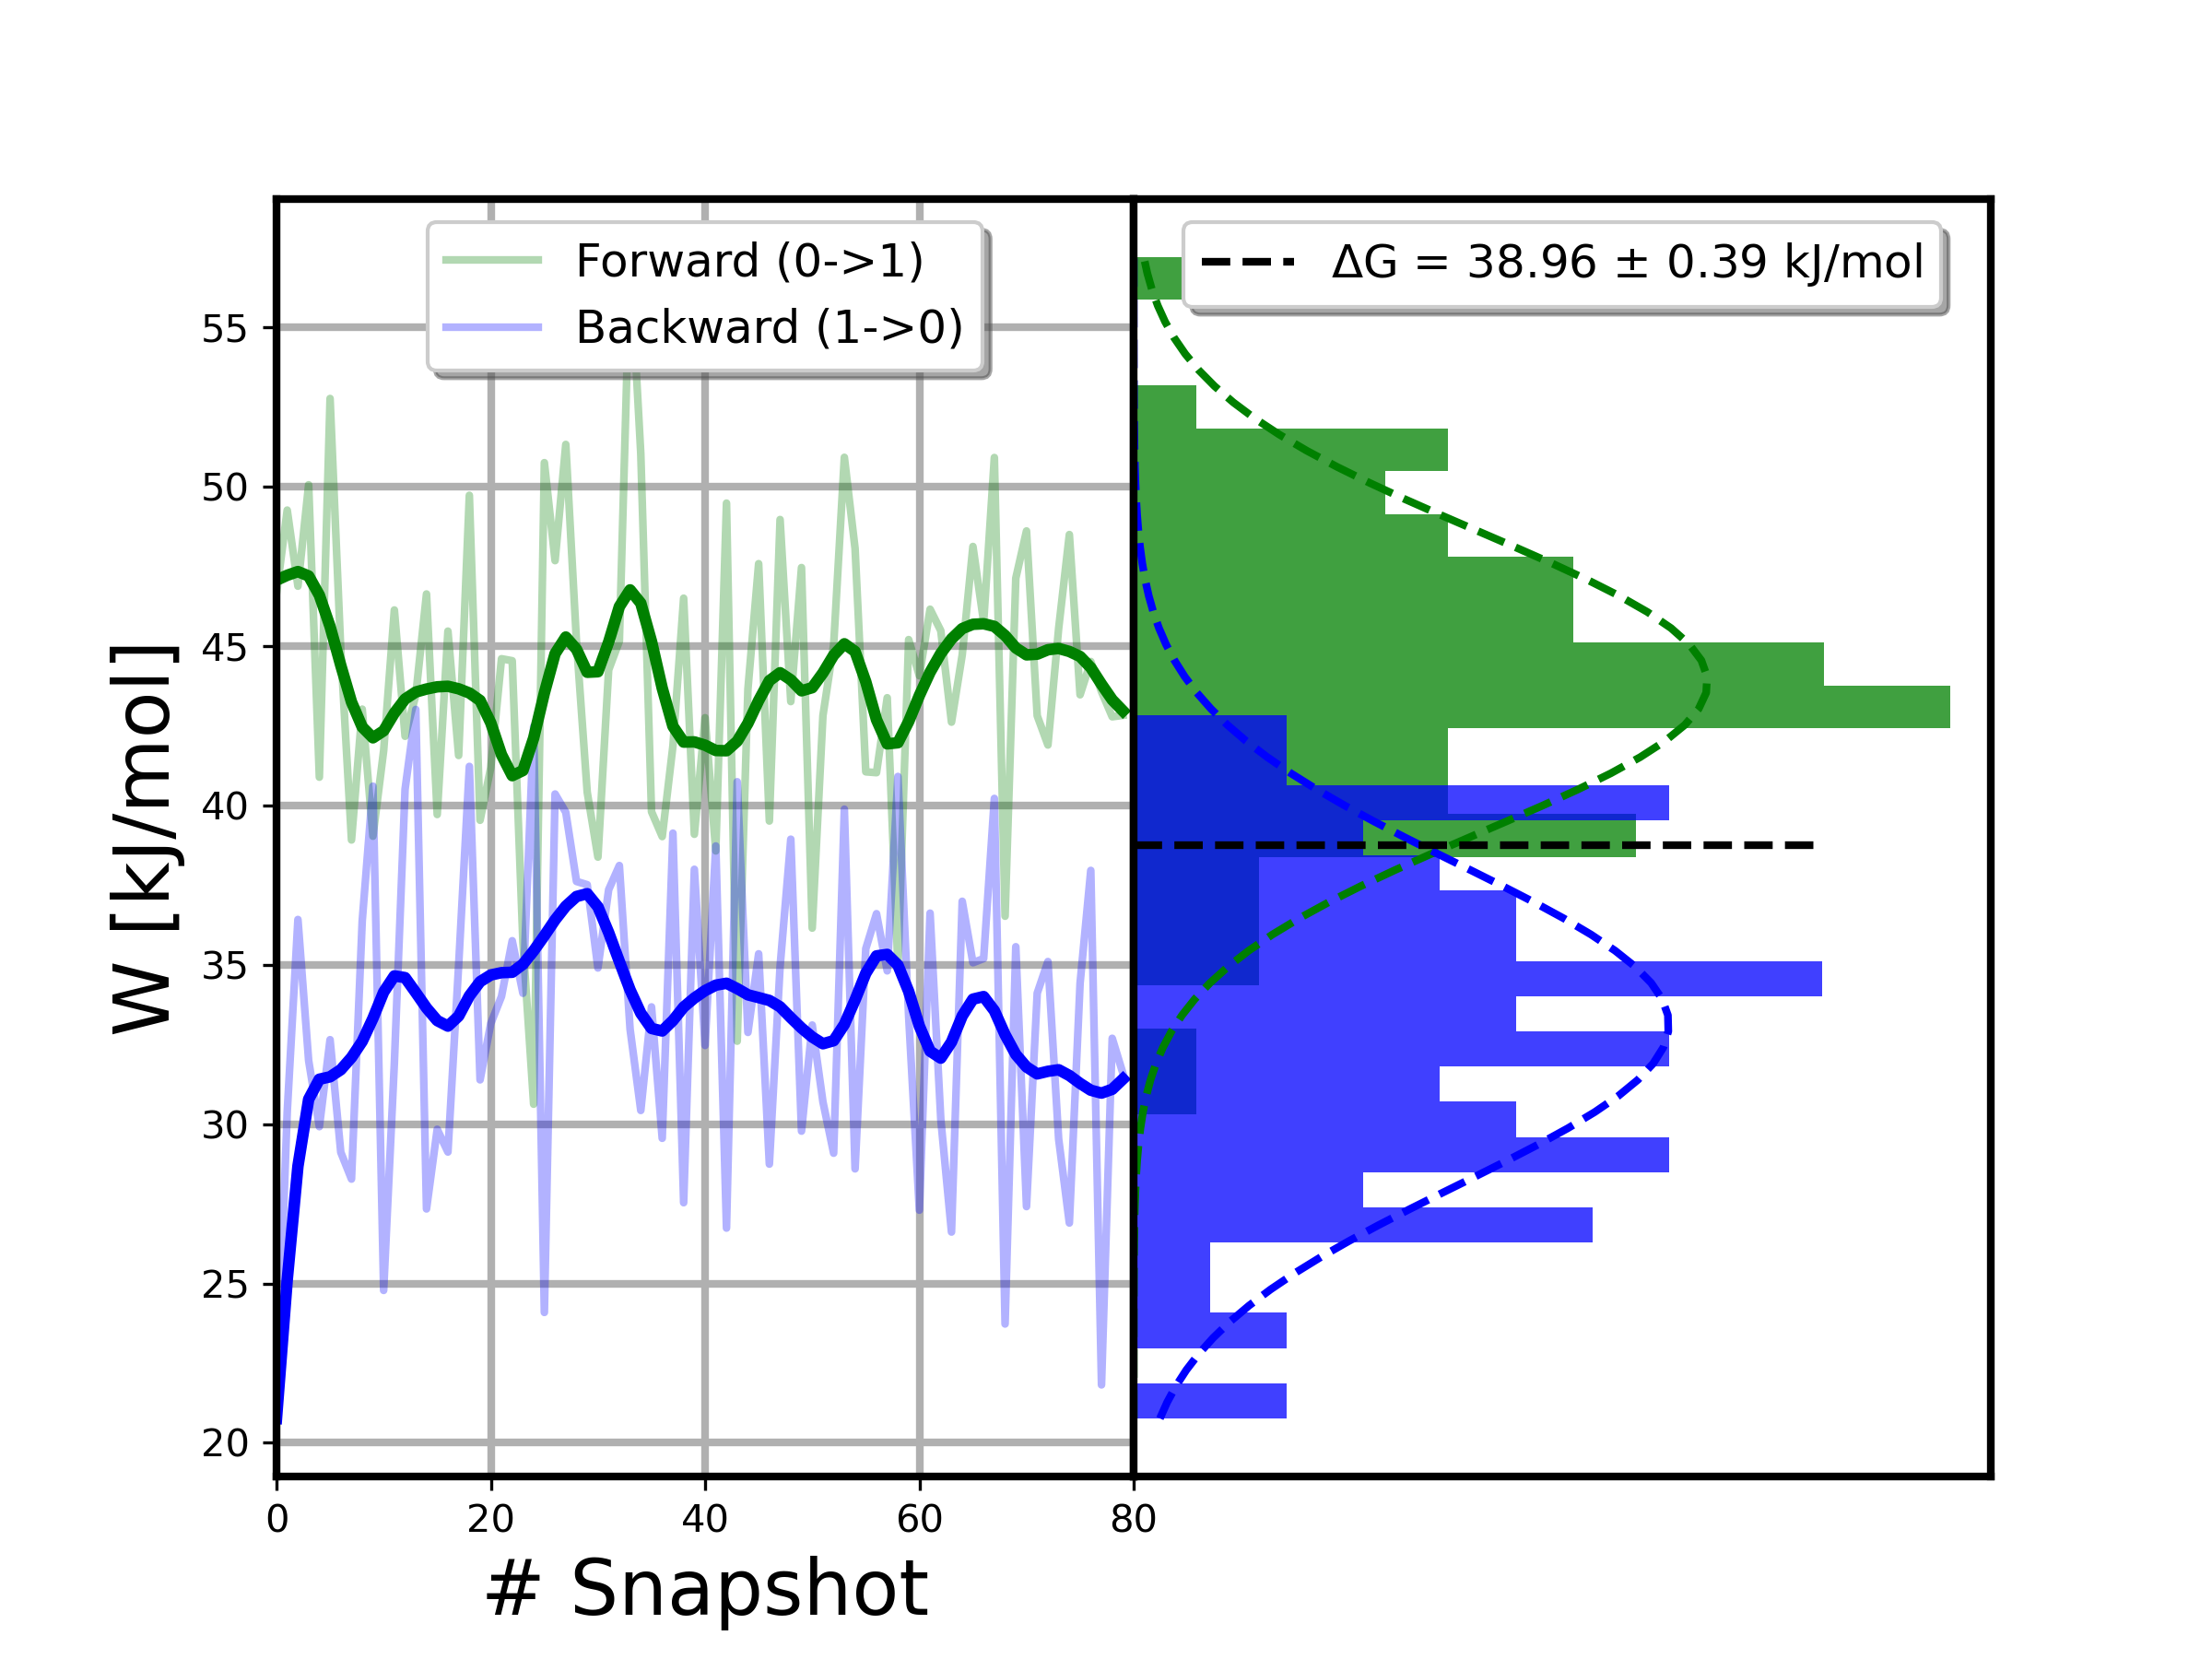 Forward (0->1)
Backward (1->0)
ΔG = 38.96 ± 0.39 kJ/mol
W [kJ/mol]
55
50
45
40
35
30
25
20
0 20 40 60 80
# Snapshot